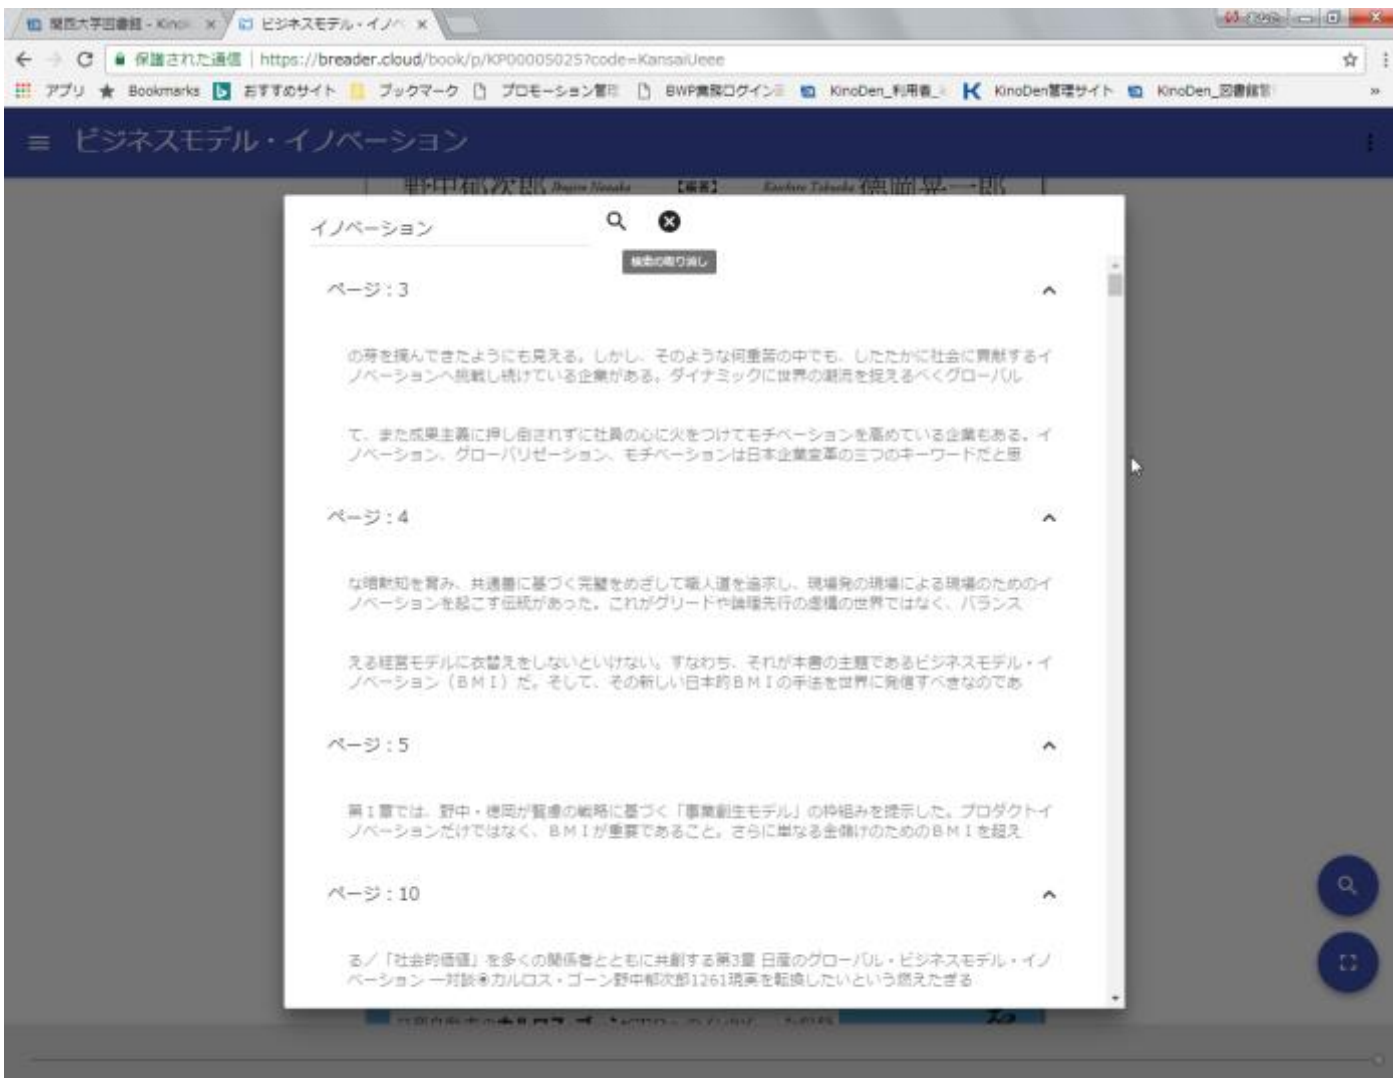 関西大学図書館 - Kino
ビジネスモデル・イノベ
保護された通信 | https://breader.cloud/book/p/KP00005025?code=KansaiUeee
アプリ Bookmarks おすすめサイト ブックマーク プロモーション管理 BWP業務ログイン KinoDen_利用者_ KinoDen管理サイト KinoDen_図書館管
ビジネスモデル・イノベーション
野中郁次郎 Ikujiro Nonaka 【編著】 Koichiro Tokuoka 徳岡晃一郎
イノベーション
検索の取り消し
ページ : 3
の芽を摘んできたようにも見える。しかし、そのような何重苦の中でも、したたかに社会に貢献するイ
ノベーションへ挑戦し続けている企業がある。ダイナミックに世界の潮流を捉えるべくグローバル
て、また成果主義に押し倒されずに社員の心に火をつけてモチベーションを高めている企業もある。イ
ノベーション、グローバリゼーション、モチベーションは日本企業変革の三つのキーワードだと思
ページ : 4
な暗黙知を育み、共通善に基づく完璧をめざして職人道を追求し、現場発の現場による現場のためのイ
ノベーションを起こす伝統があった。これがグリードや論理先行の虚構の世界ではなく、バランス
える経営モデルに衣替えをしないといけない。すなわち、それが本書の主題であるビジネスモデル・イ
ノベーション（ＢＭＩ）だ。そして、その新しい日本的ＢＭＩの手法を世界に発信すべきなのであ
ページ : 5
第１章では、野中・徳岡が賢慮の戦略に基づく「事業創生モデル」の枠組みを提示した。プロダクトイ
ノベーションだけではなく、ＢＭＩが重要であること。さらに単なる金儲けのためのＢＭＩを超え
ページ : 10
る／「社会的価値」を多くの関係者とともに共創する第3章 日産のグローバル・ビジネスモデル・イノ
ベーション ―対談◉カルロス・ゴーン野中郁次郎1261現実を転換したいという燃えたぎる